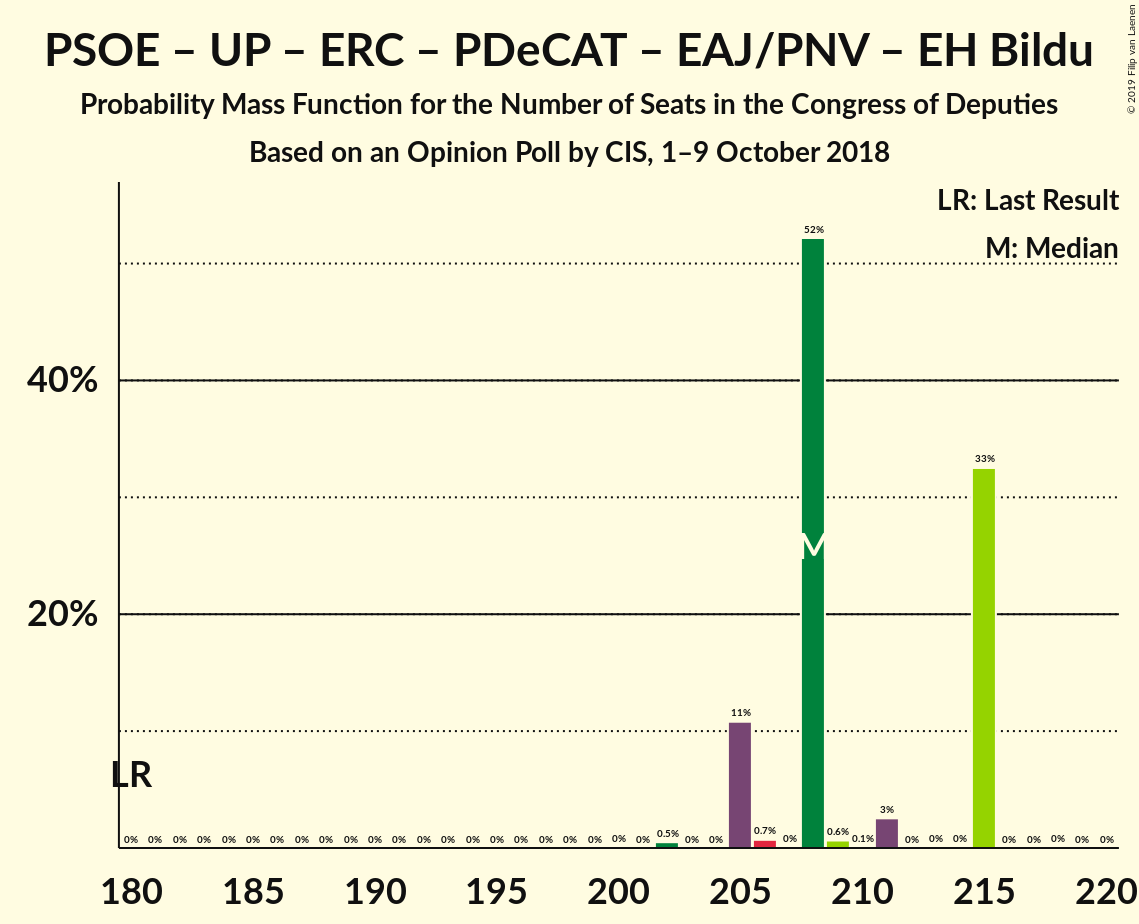 PSOE – UP – ERC – PDeCAT – EAJ/PNV – EH Bildu
Probability Mass Function for the Number of Seats in the Congress of Deputies
Based on an Opinion Poll by CIS, 1–9 October 2018
© 2019 Filip van Laenen
LR: Last Result
M: Median
52%
40%
33%
M
20%
11%
LR
3%
0% 0% 0% 0% 0% 0% 0% 0% 0% 0% 0% 0% 0% 0% 0% 0% 0% 0% 0% 0% 0% 0% 0.5% 0% 0% 0.7% 0% 0.6% 0.1% 0% 0% 0% 0% 0% 0% 0% 0%
180 185 190 195 200 205 210 215 220